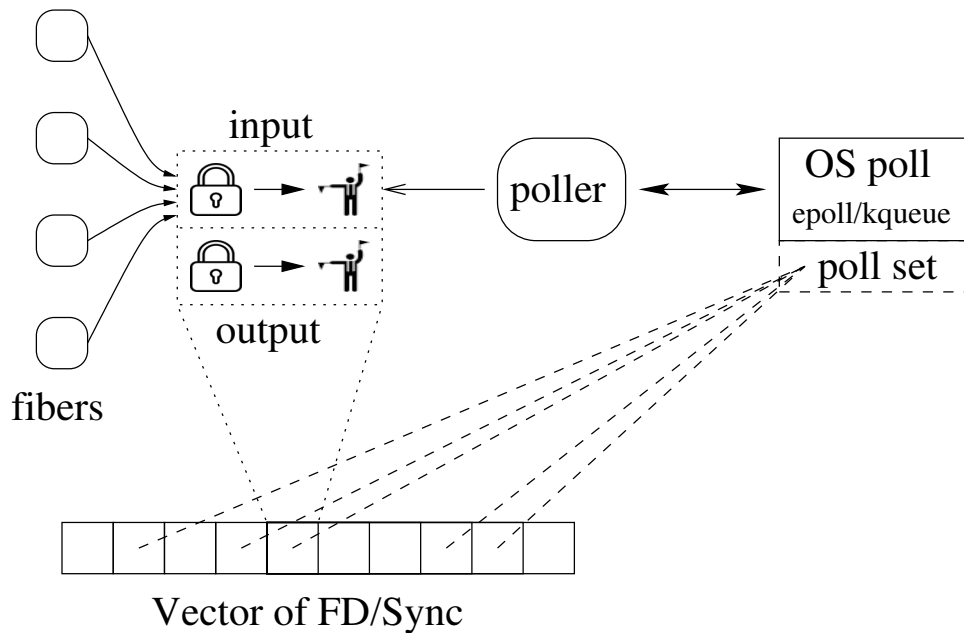 input
poller
OS poll
epoll/kqueue
poll set
output
fibers
Vector of FD/Sync